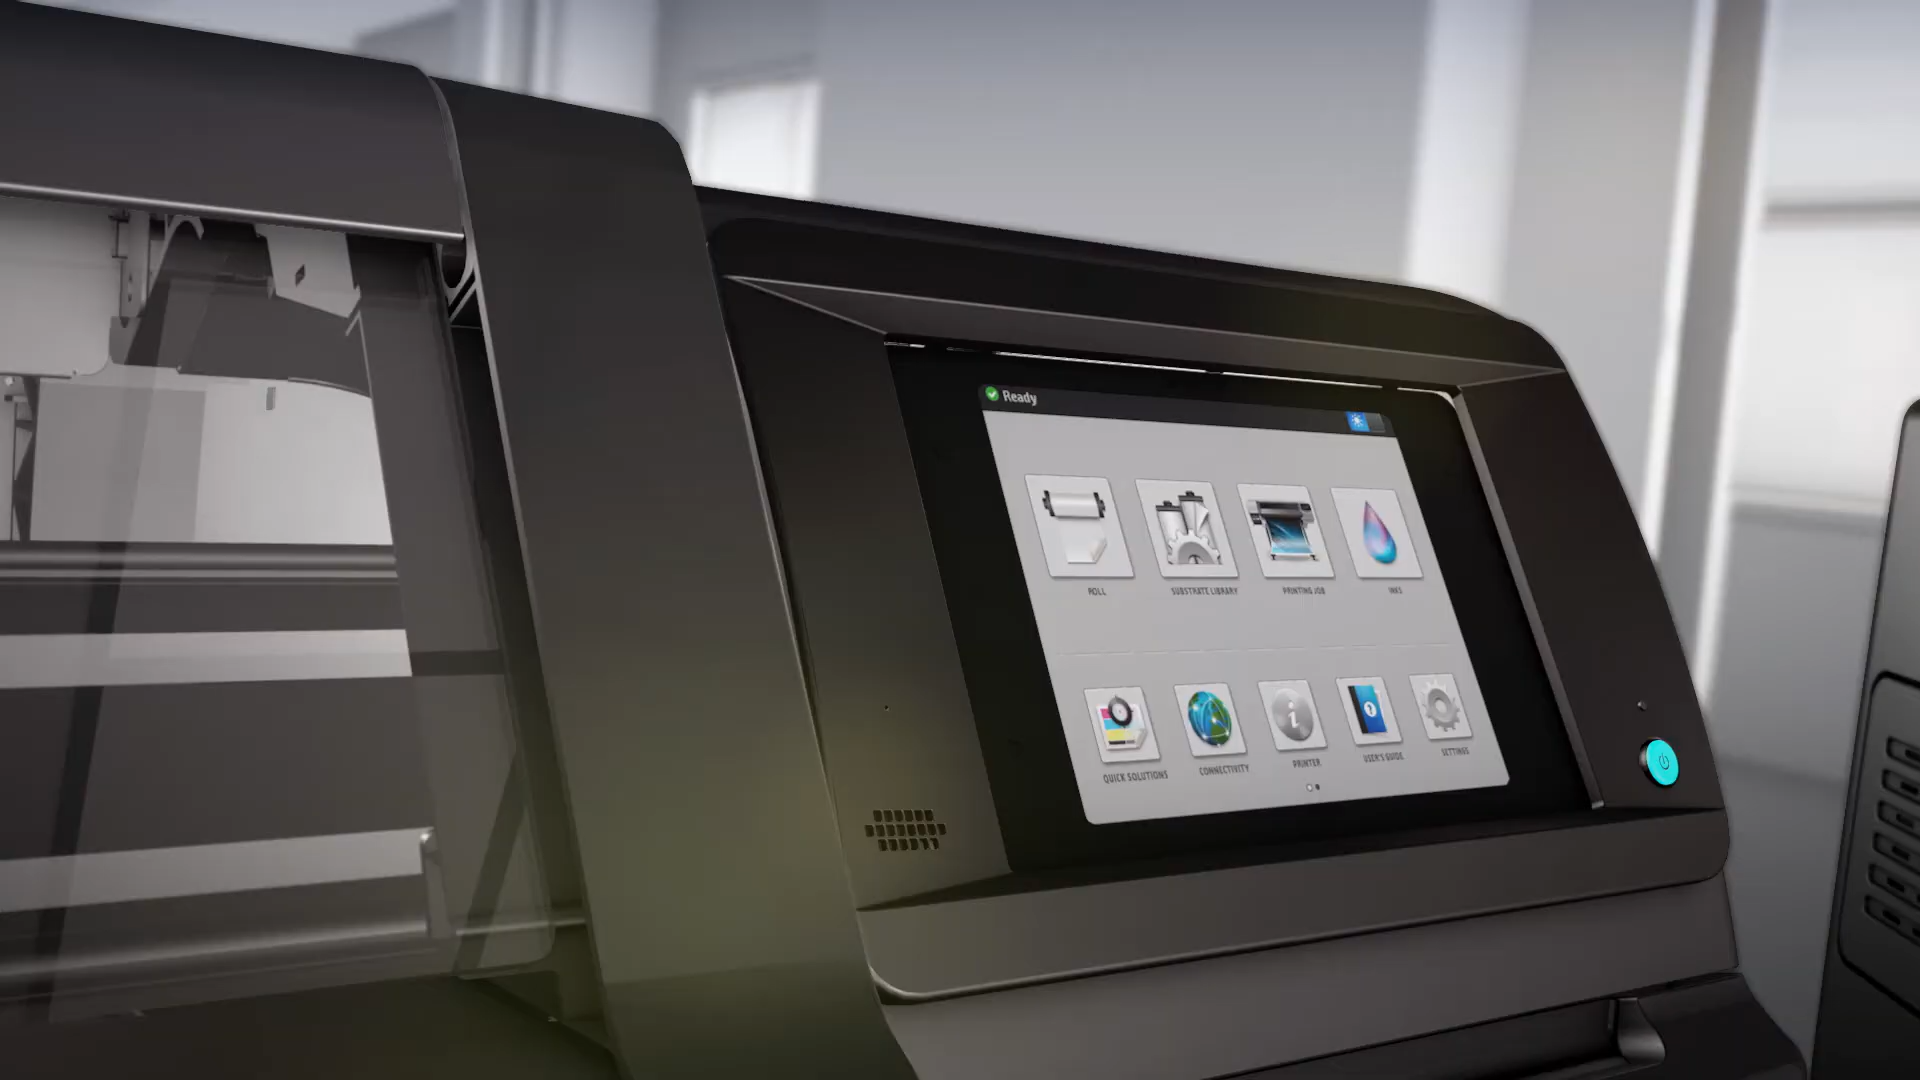 Ready
ROLL
SUBSTRATE LIBRARY
PRINTING JOB
INKS
QUICK SOLUTIONS
CONNECTIVITY
PRINTER
USER'S GUIDE
SETTINGS